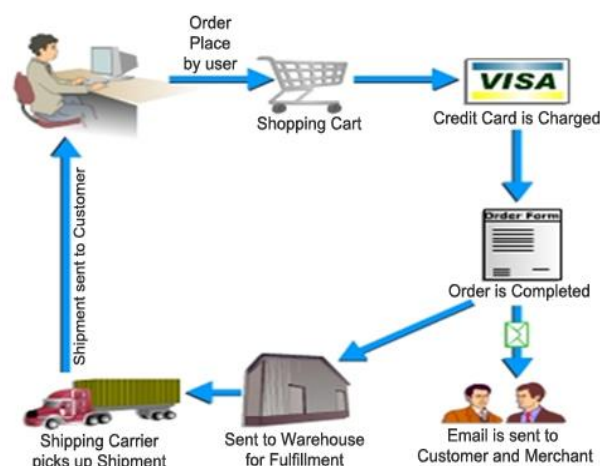 Order
Place
by user
Shopping Cart
VISA
Credit Card is Charged
Order Form
Order is Completed
Email is sent to
Customer and Merchant
Sent to Warehouse
for Fulfillment
Shipping Carrier
picks up Shipment
Shipment sent to Customer